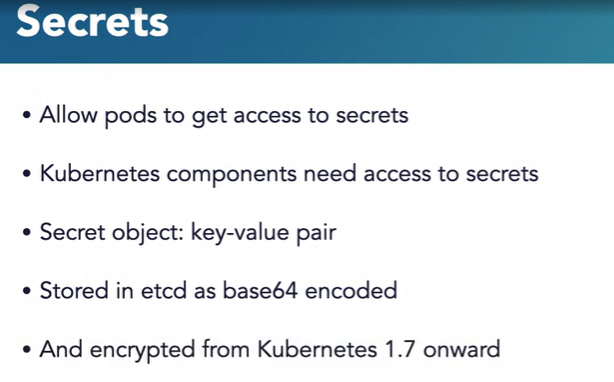 Secrets
• Allow pods to get access to secrets
• Kubernetes components need access to secrets
• Secret object: key-value pair
• Stored in etcd as base64 encoded
• And encrypted from Kubernetes 1.7 onward